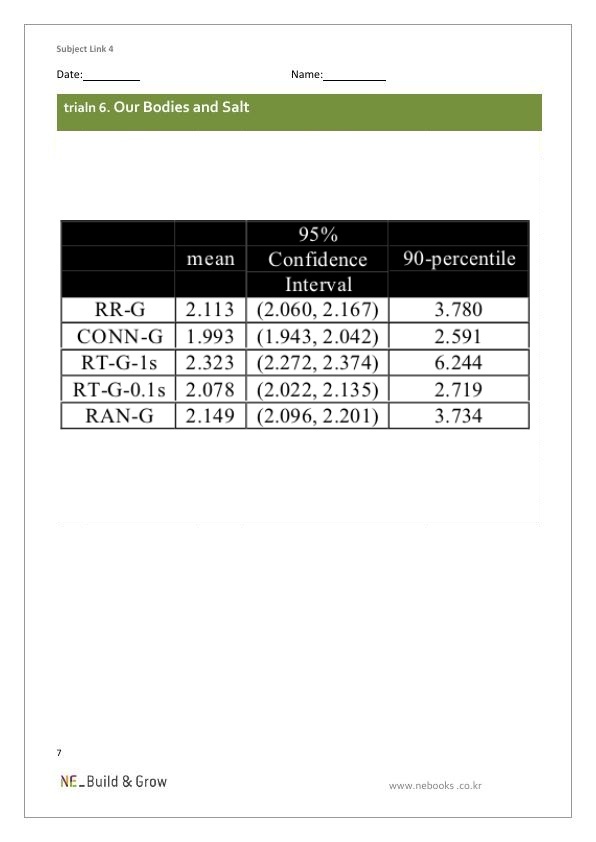 Subject Link 4
Date:__________ Name:___________
trialn 6. Our Bodies and Salt
95%
mean Confidence 90-percentile
Interval
RR-G 2.113 (2.060, 2.167) 3.780
CONN-G 1.993 (1.943, 2.042) 2.591
RT-G-1s 2.323 (2.272, 2.374) 6.244
RT-G-0.1s 2.078 (2.022, 2.135) 2.719
RAN-G 2.149 (2.096, 2.201) 3.734
7
NE_Build & Grow www.nebooks .co.kr